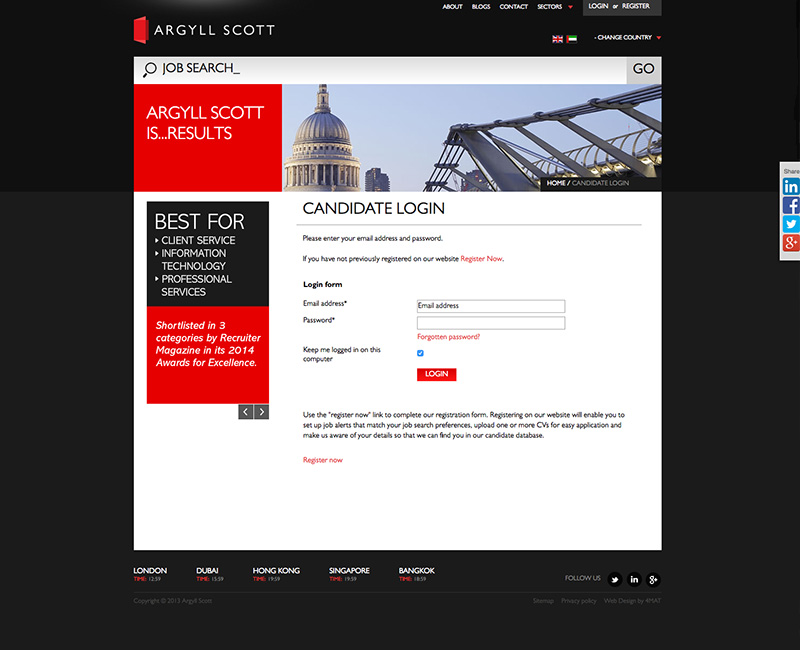 ABOUT BLOGS CONTACT SECTORS LOGIN or REGISTER
ARGYLL SCOTT
- CHANGE COUNTRY
JOB SEARCH_ GO
ARGYLL SCOTT
IS...RESULTS
HOME / CANDIDATE LOGIN
Share
BEST FOR
CLIENT SERVICE
INFORMATION
TECHNOLOGY
PROFESSIONAL
SERVICES
Shortlisted in 3
categories by Recruiter
Magazine in its 2014
Awards for Excellence.
CANDIDATE LOGIN
Please enter your email address and password.
If you have not previously registered on our website Register Now.
Login form
Email address* Email address
Password*
Forgotten password?
Keep me logged in on this
computer
LOGIN
Use the "register now" link to complete our registration form. Registering on our website will enable you to
set up job alerts that match your job search preferences, upload one or more CVs for easy application and
make us aware of your details so that we can find you in our candidate database.
Register now
LONDON DUBAI HONG KONG SINGAPORE BANGKOK
TIME: 12:59 TIME: 15:59 TIME: 19:59 TIME: 19:59 TIME: 18:59
FOLLOW US
Copyright © 2013 Argyll Scott Sitemap Privacy policy Web Design by 4MAT